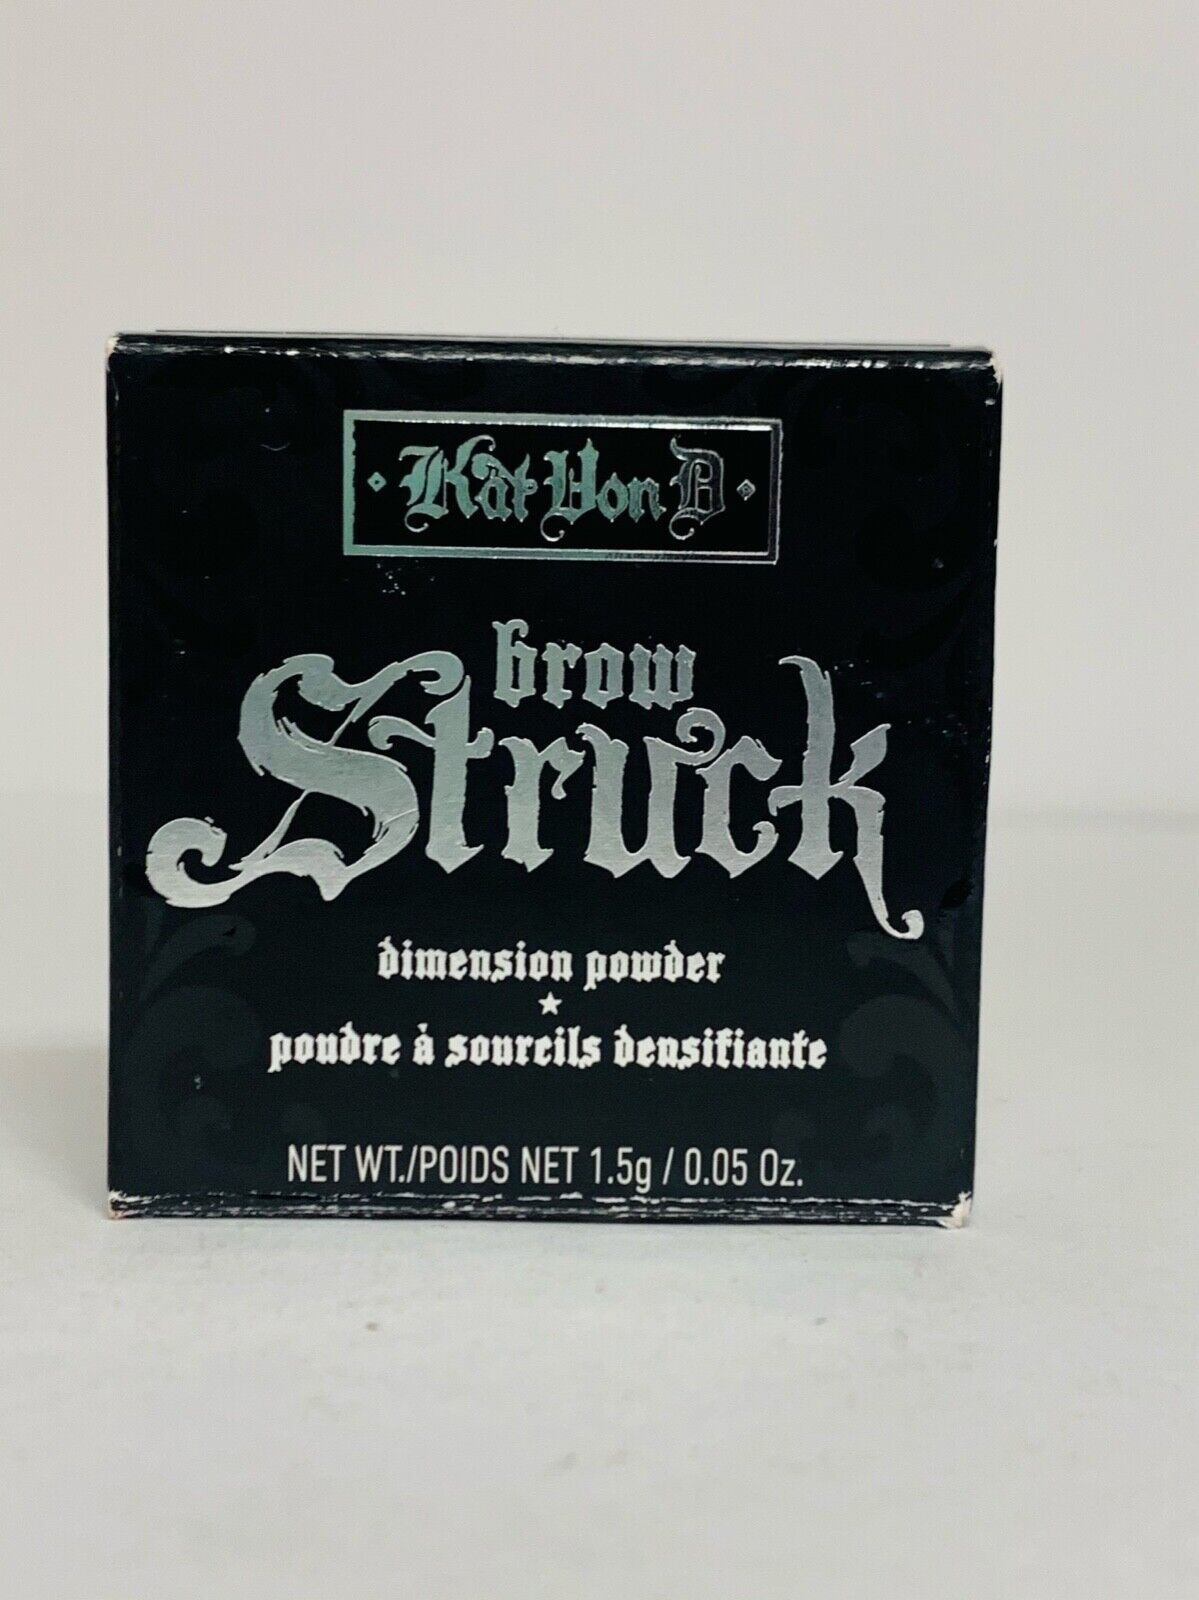 · Kat Von D ·
brow
Struck
dimension powder
★
poudre à sourcils densifiante
NET WT./POIDS NET 1.5g / 0.05 Oz.